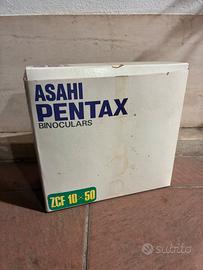 ASAHI
PENTAX
BINOCULARS
ZCF 10×50
subito